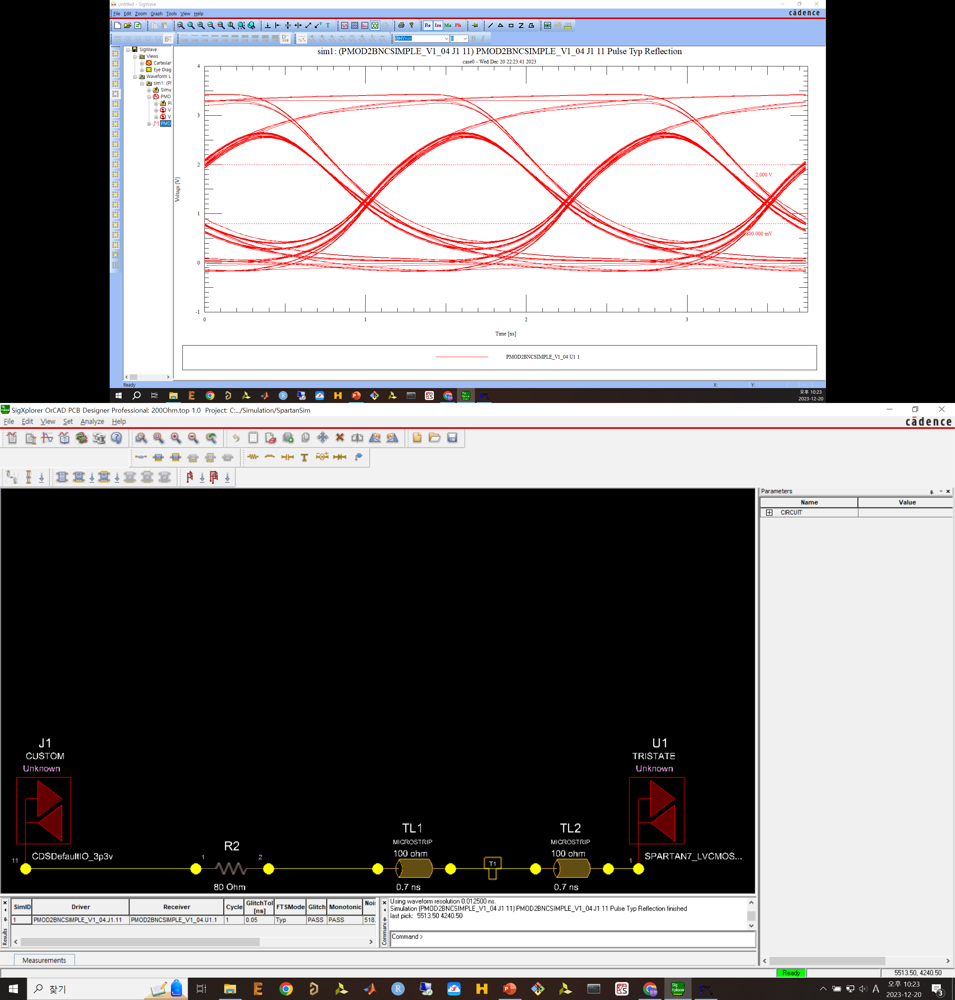 Untitled - SigWave
File Edit Zoom Graph Tools View Help
cādence
Re Im Ma Ph
SigWave
Views
Cartesian
Eye Diag
Waveform L
sim1: (PM
Simu
PMO
Pi
V
V
PMO
sim1: (PMOD2BNCSIMPLE_V1_04 J1 11) PMOD2BNCSIMPLE_V1_04 J1 11 Pulse Typ Reflection
case0 - Wed Dec 20 22:23:41 2023
4
3
2
1
0
-1
Voltage [V]
2.000 V
800.000 mV
0 1 2 3
Time [ns]
PMOD2BNCSIMPLE_V1_04 U1 1
Ready
X: Y:
오후 10:23
2023-12-20
SigXplorer OrCAD PCB Designer Professional: 200Ohm.top 1.0 Project: C:.../Simulation/SpartanSim
File Edit View Set Analyze Help
cādence
Parameters
Name Value
CIRCUIT
J1
CUSTOM
Unknown
11
CDSDefaultIO_3p3v
R2
1 2
80 Ohm
TL1
MICROSTRIP
100 ohm
0.7 ns
T1
TL2
MICROSTRIP
100 ohm
0.7 ns
U1
TRISTATE
Unknown
1
SPARTAN7_LVCMOS...
SimID Driver Receiver Cycle GlitchTol [ns] FTSMode Glitch Monotonic Nois
1 PMOD2BNCSIMPLE_V1_04.J1.11 PMOD2BNCSIMPLE_V1_04.U1.1 1 0.05 Typ PASS PASS 518.
Results
Using waveform resolution 0.012500 ns.
Simulation (PMOD2BNCSIMPLE_V1_04 J1 11) PMOD2BNCSIMPLE_V1_04 J1 11 Pulse Typ Reflection finished
last pick: 5513.50 4240.50
Command >
Measurements
Ready
5513.50, 4240.50
찾기
A
오후 10:23
2023-12-20
3